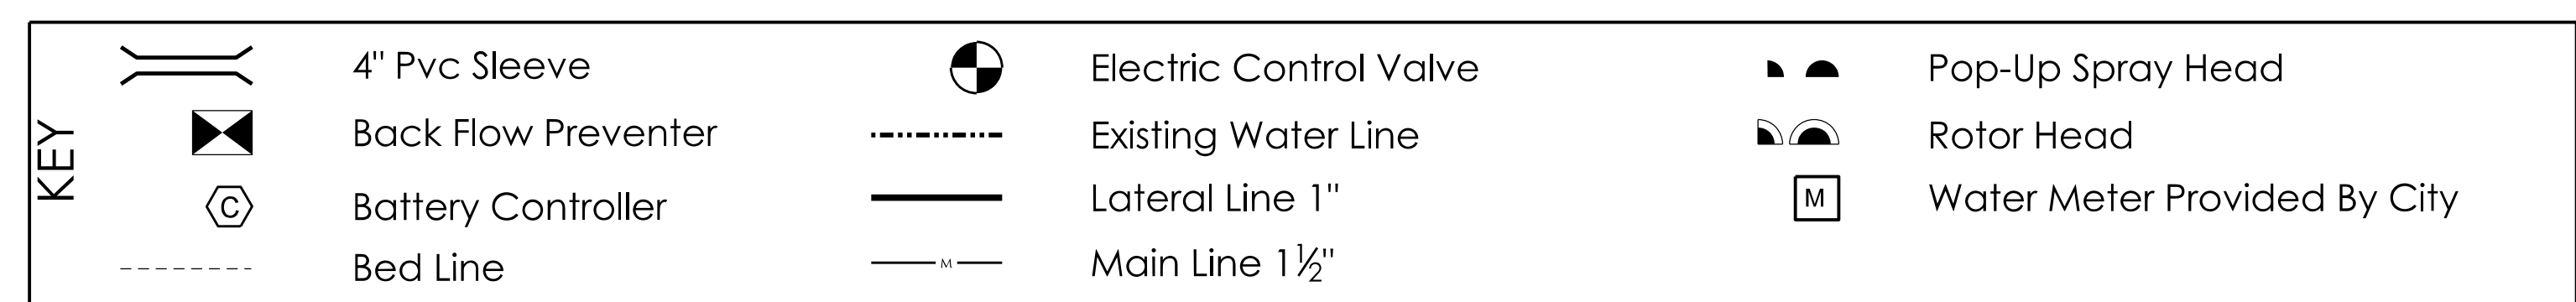 KEY
4" Pvc Sleeve
Back Flow Preventer
C
Battery Controller
Bed Line
Electric Control Valve
Existing Water Line
Lateral Line 1"
M
Main Line 1½"
Pop-Up Spray Head
Rotor Head
M
Water Meter Provided By City